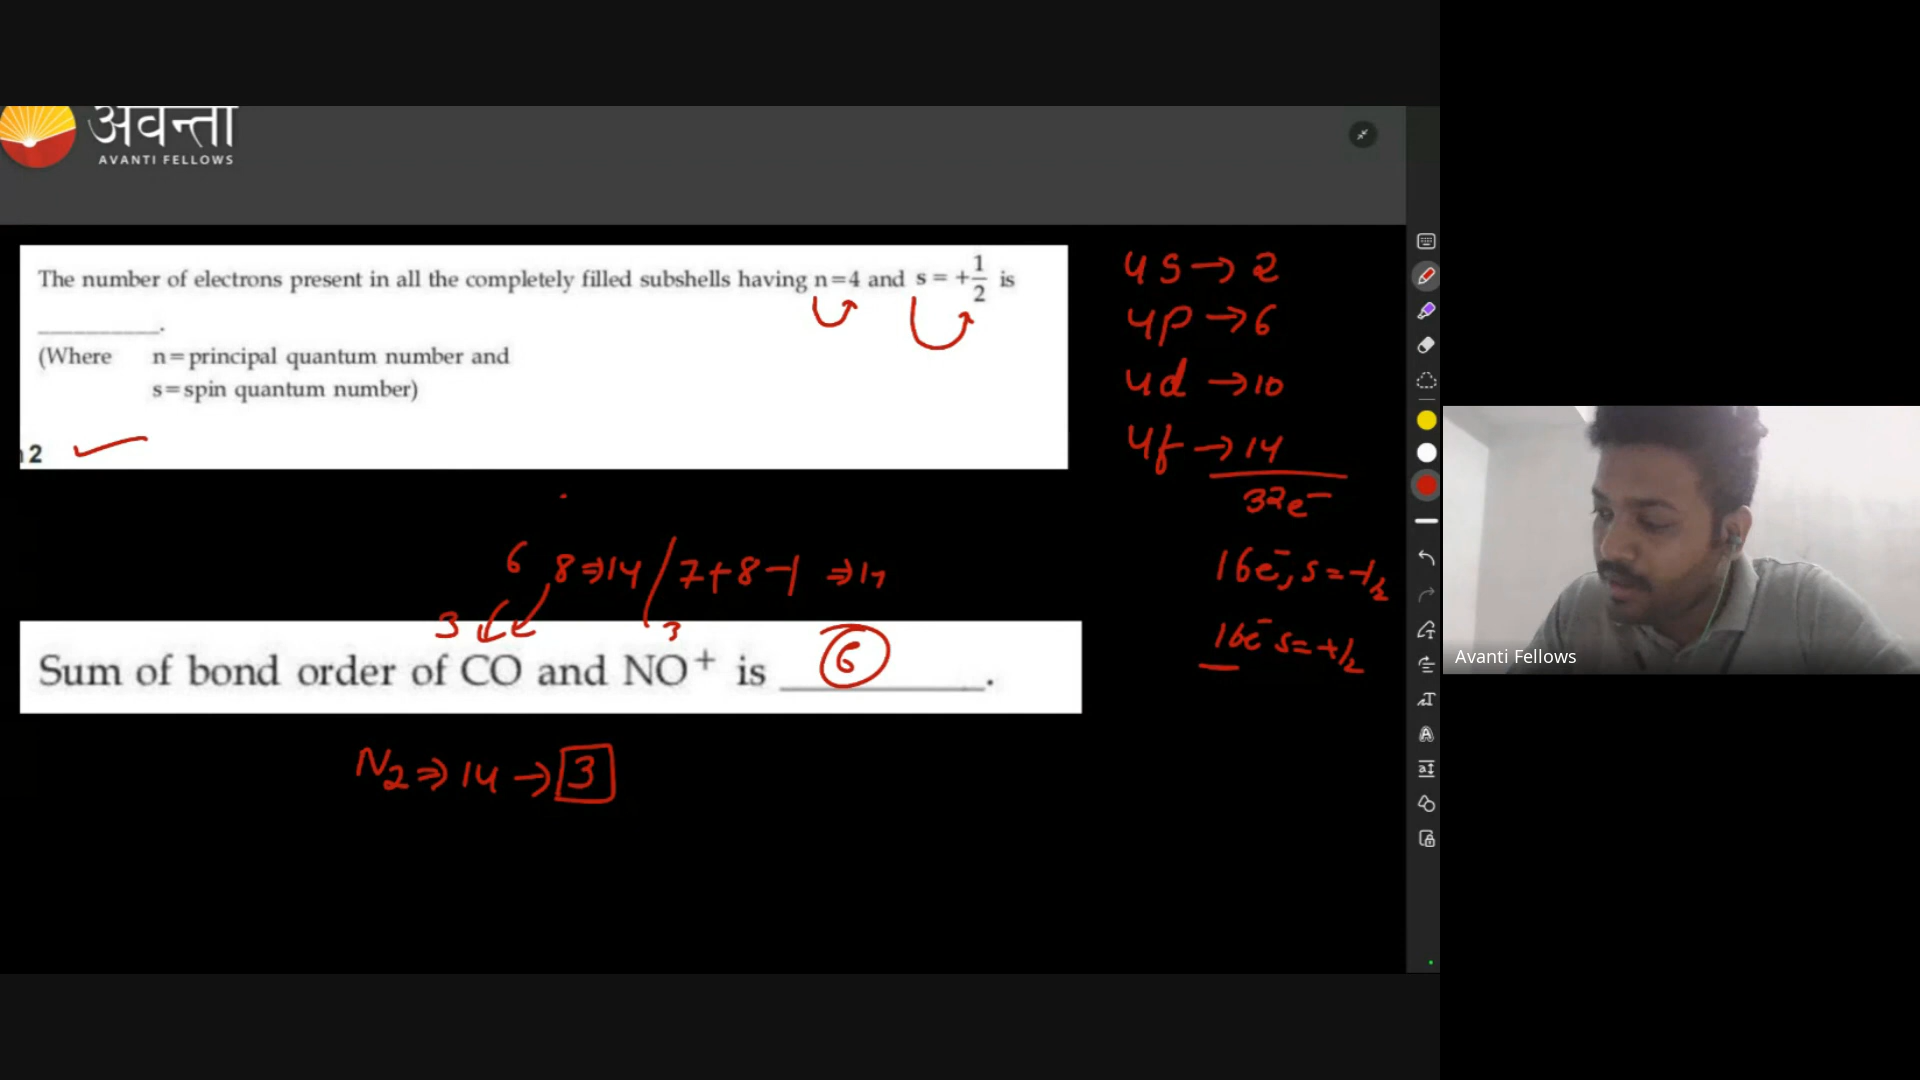 अवन्ती
AVANTI FELLOWS
The number of electrons present in all the completely filled subshells having n=4 and s = +1/2 is
__________.
(Where n=principal quantum number and
s=spin quantum number)
2
4s → 2
4p → 6
4d → 10
4f → 14
32e⁻
16e⁻, s = -1/2
16e⁻ s = +1/2
6 8 ⇒ 14 / 7+8-1 ⇒ 14
3 3
Sum of bond order of CO and NO⁺ is __________.
6
N₂ ⇒ 14 → 3
Avanti Fellows